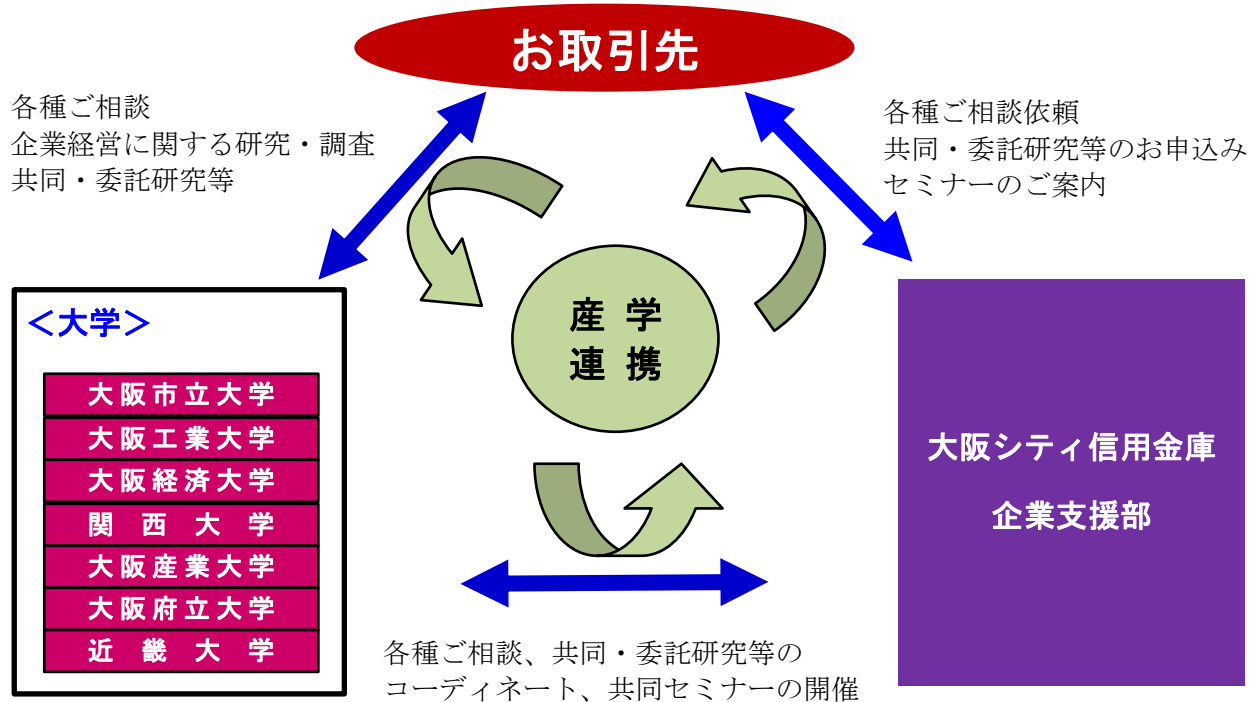 お取引先
各種ご相談
企業経営に関する研究・調査
共同・委託研究等
各種ご相談依頼
共同・委託研究等のお申込み
セミナーのご案内
産学
連携
＜大学＞
大阪市立大学
大阪工業大学
大阪経済大学
関西大学
大阪産業大学
大阪府立大学
近畿大学
大阪シティ信用金庫
企業支援部
各種ご相談、共同・委託研究等の
コーディネート、共同セミナーの開催